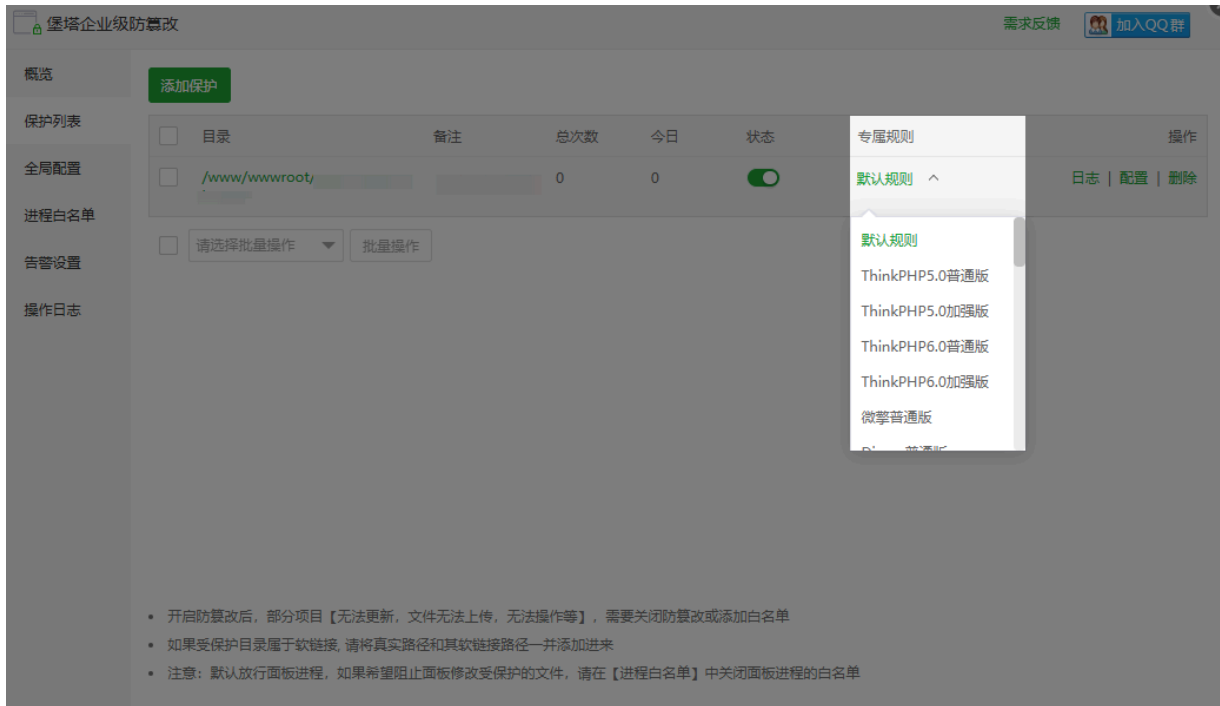 堡塔企业级防篡改
需求反馈
加入QQ群
概览
保护列表
全局配置
进程白名单
告警设置
操作日志
添加保护
目录 备注 总次数 今日 状态 专属规则 操作
/www/wwwroot/ 0 0 默认规则 日志 | 配置 | 删除
请选择批量操作 批量操作
默认规则
ThinkPHP5.0普通版
ThinkPHP5.0加强版
ThinkPHP6.0普通版
ThinkPHP6.0加强版
微擎普通版
开启防篡改后，部分项目【无法更新，文件无法上传，无法操作等】，需要关闭防篡改或添加白名单
如果受保护目录属于软链接, 请将真实路径和其软链接路径一并添加进来
注意：默认放行面板进程，如果希望阻止面板修改受保护的文件，请在【进程白名单】中关闭面板进程的白名单